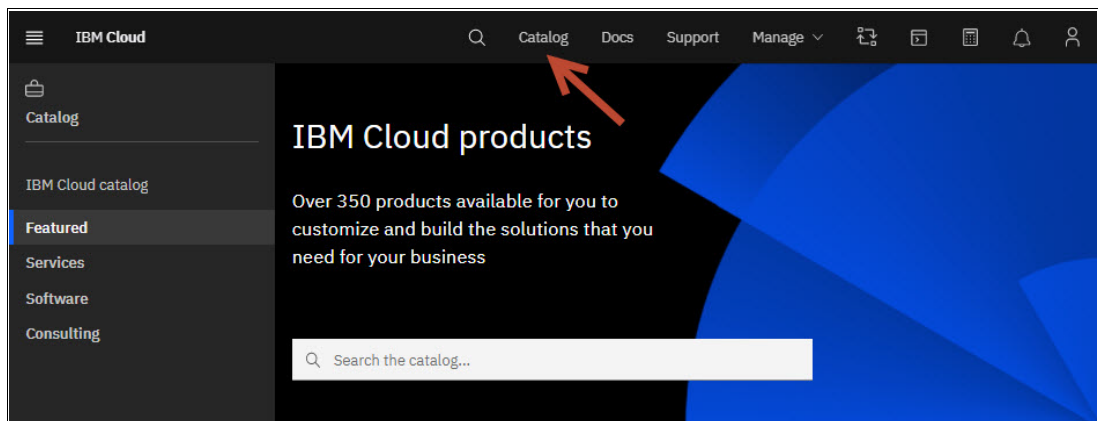 IBM Cloud
Catalog
Docs
Support
Manage
Catalog
IBM Cloud catalog
Featured
Services
Software
Consulting
IBM Cloud products
Over 350 products available for you to
customize and build the solutions that you
need for your business
Search the catalog...